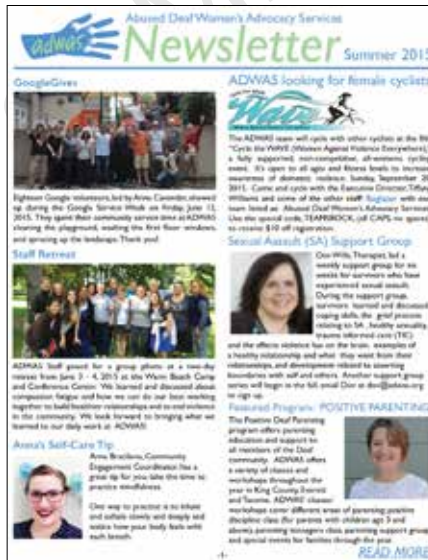 Abused Deaf Women's Advocacy Services
adwas
Newsletter
Summer 2015
GoogleGives
Eighteen Google Volunteers, led by Anna Cavender, showed
up during the Google Service Week on Friday, June 12,
2015. They spent their community service time at ADWAS
cleaning the playground, washing the first floor windows,
and sprucing up the landscape. Thank you!
Staff Retreat
ADWAS Staff posed for a group photo at a two-day
retreat from June 3 - 4, 2015 at the Warm Beach Camp
and Conference Center. We learned and discussed about
compassion fatigue and how we can do our best working
together to build healthier relationships and to end violence
in the community. We look forward to bringing what we
learned to our daily work at ADWAS!
Anna's Self-Care Tip
Anna, Community
Engagement Coordinator has a
great tip for you: take the time to
practice mindfulness.
One way to practice is to inhale
and exhale slowly and deeply and
notice how your body feels with
each breath.
ADWAS looking for female cyclists
Wave
The ADWAS team will cycle with other cyclists at the
"Cycle the WAVE (Women Against Violence Everywhere),
a fully supported, non-competitive, all-womens cycling
event. It's open to all ages and fitness levels to increase
awareness of domestic violence. Sunday, September 20,
2015. Come and cycle with the Executive Director, Tiffany
Williams and some of the other staff! Register with our
team listed as: Abused Deaf Women's Advocacy Services
Use the special code, TEAMSROCK, (all CAPS, no spaces)
to receive $10 off registration.
Sexual Assault (SA) Support Group
Don Wills, Therapist, led a
weekly support group for six
weeks for survivors who have
experienced sexual assault.
During the support group,
survivors learned and discussed
coping skills, the grief process
relating to SA, healthy sexuality,
trauma informed care (TIC)
and the effects violence has on the brain, examples of
a healthy relationship and what they want from their
relationships, and development related to asserting
boundaries with self and others. Another support group
series will begin in the fall, email Don at
to sign up.
Featured Program: POSITIVE PARENTING
The Positive Deaf Parenting
program offers parenting
education and support to
all members of the Deaf
community. ADWAS offers
a variety of classes and
workshops throughout the
year in King County, Everett
and Tacoma. ADWAS' classes/
workshops cover different areas of parenting: positive
discipline class (for parents with children age 5 and
above), parenting teenagers class, parenting support group,
and special events for families through the year.
READ MORE
-1-